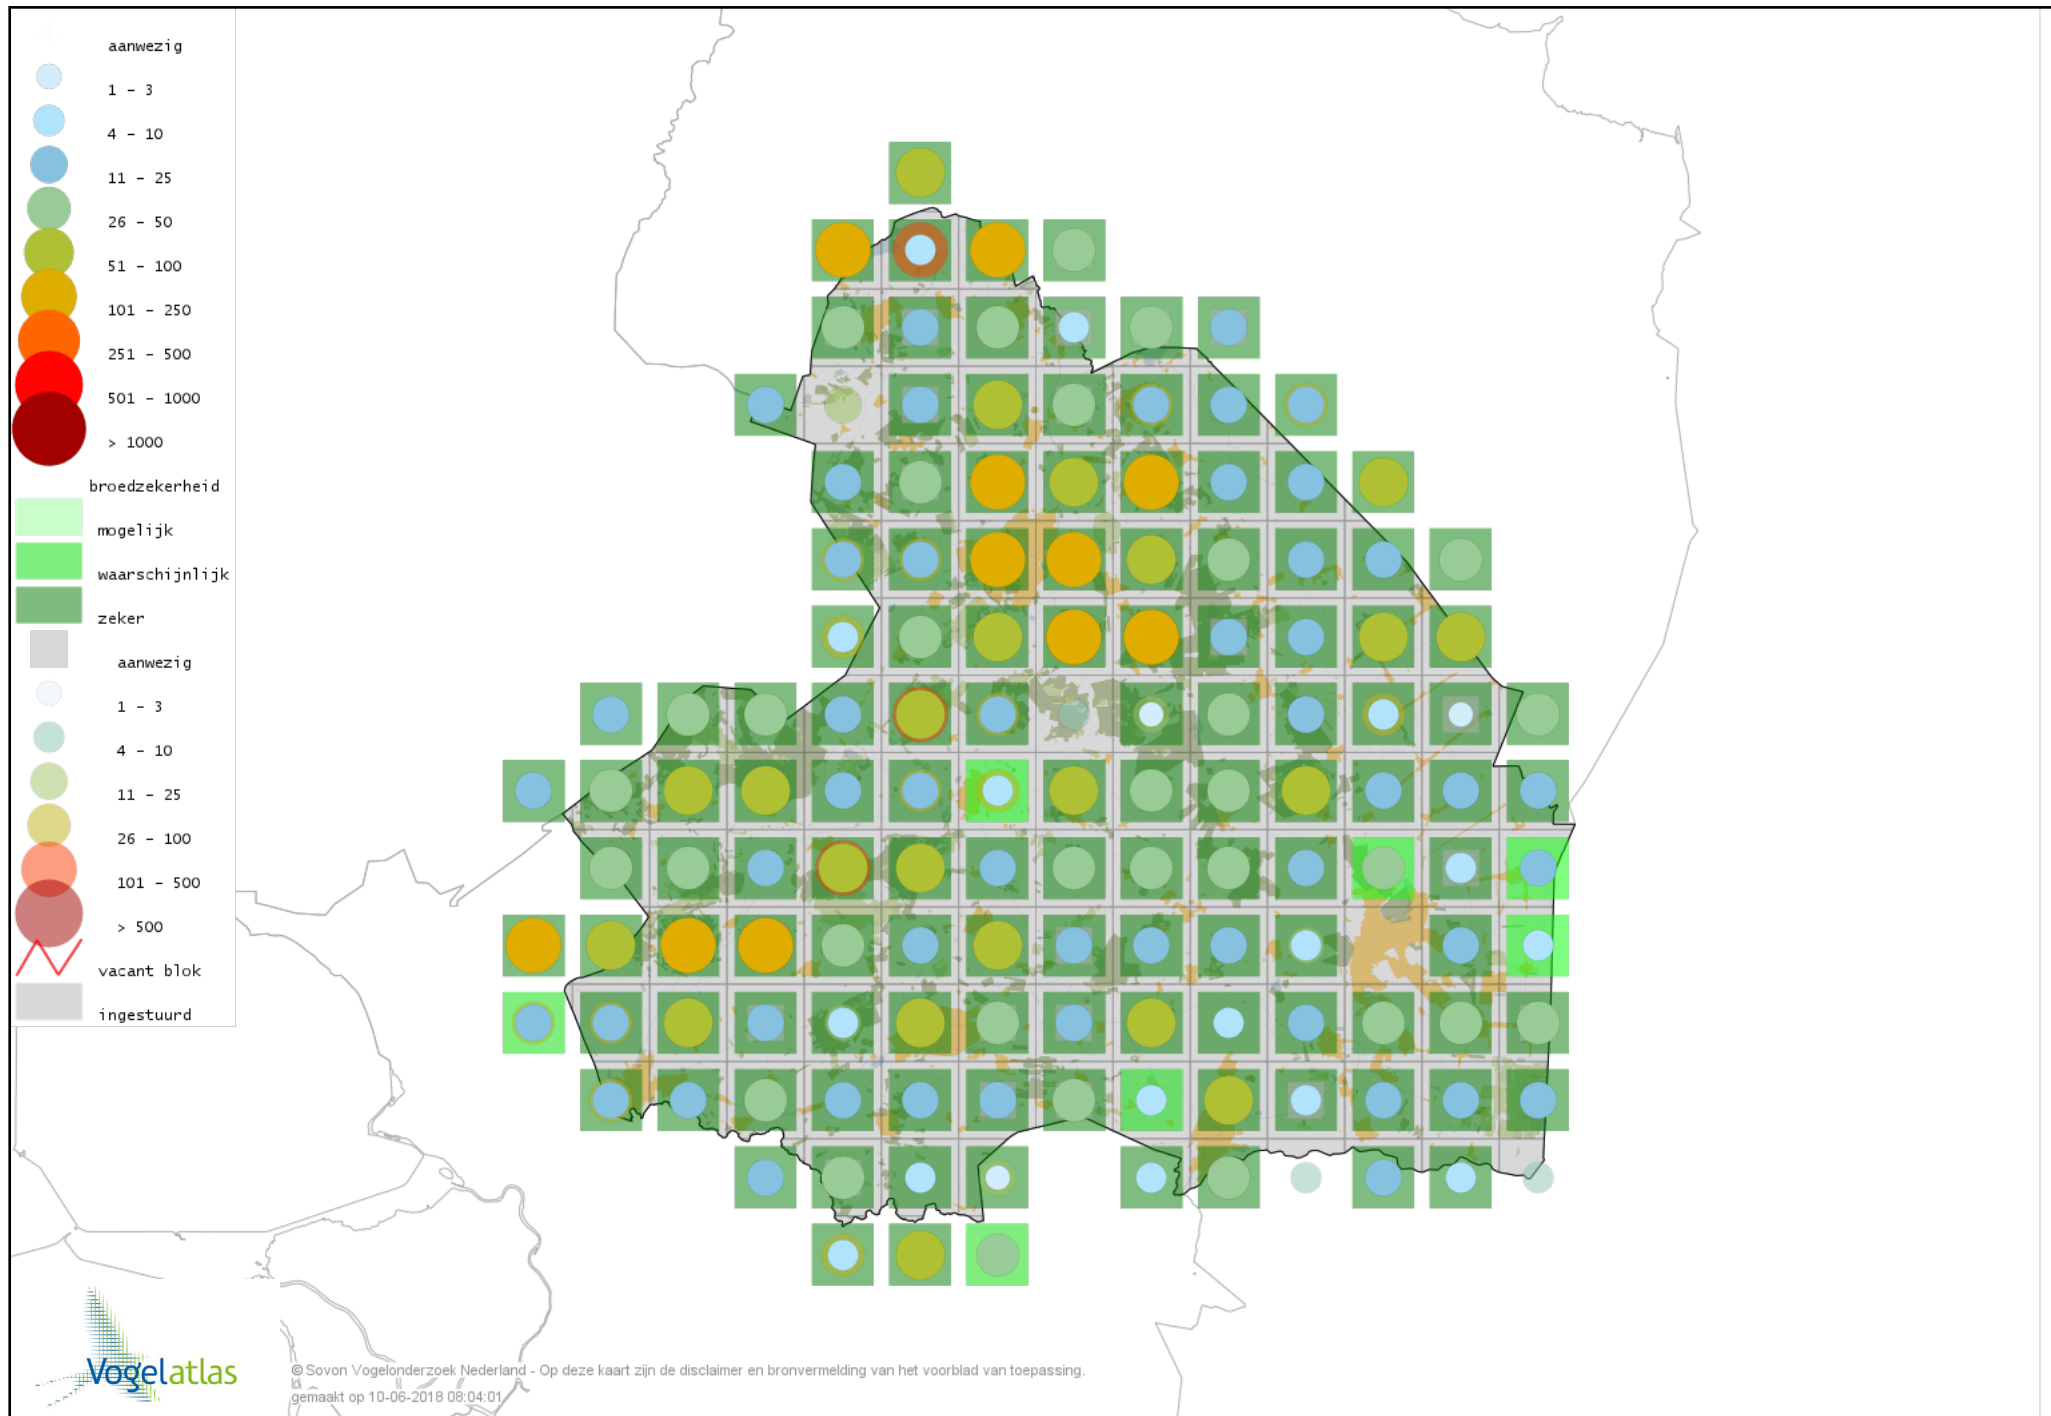 aanwezig
1 - 3
4 - 10
11 - 25
26 - 50
51 - 100
101 - 250
251 - 500
501 - 1000
> 1000
broedzekerheid
mogelijk
waarschijnlijk
zeker
aanwezig
1 - 3
4 - 10
11 - 25
26 - 100
101 - 500
> 500
vacant blok
ingestuurd
Vogelatlas
© Sovon Vogelonderzoek Nederland - Op deze kaart zijn de disclaimer en bronvermelding van het voorblad van toepassing.
gemaakt op 10-06-2018 08:04:01